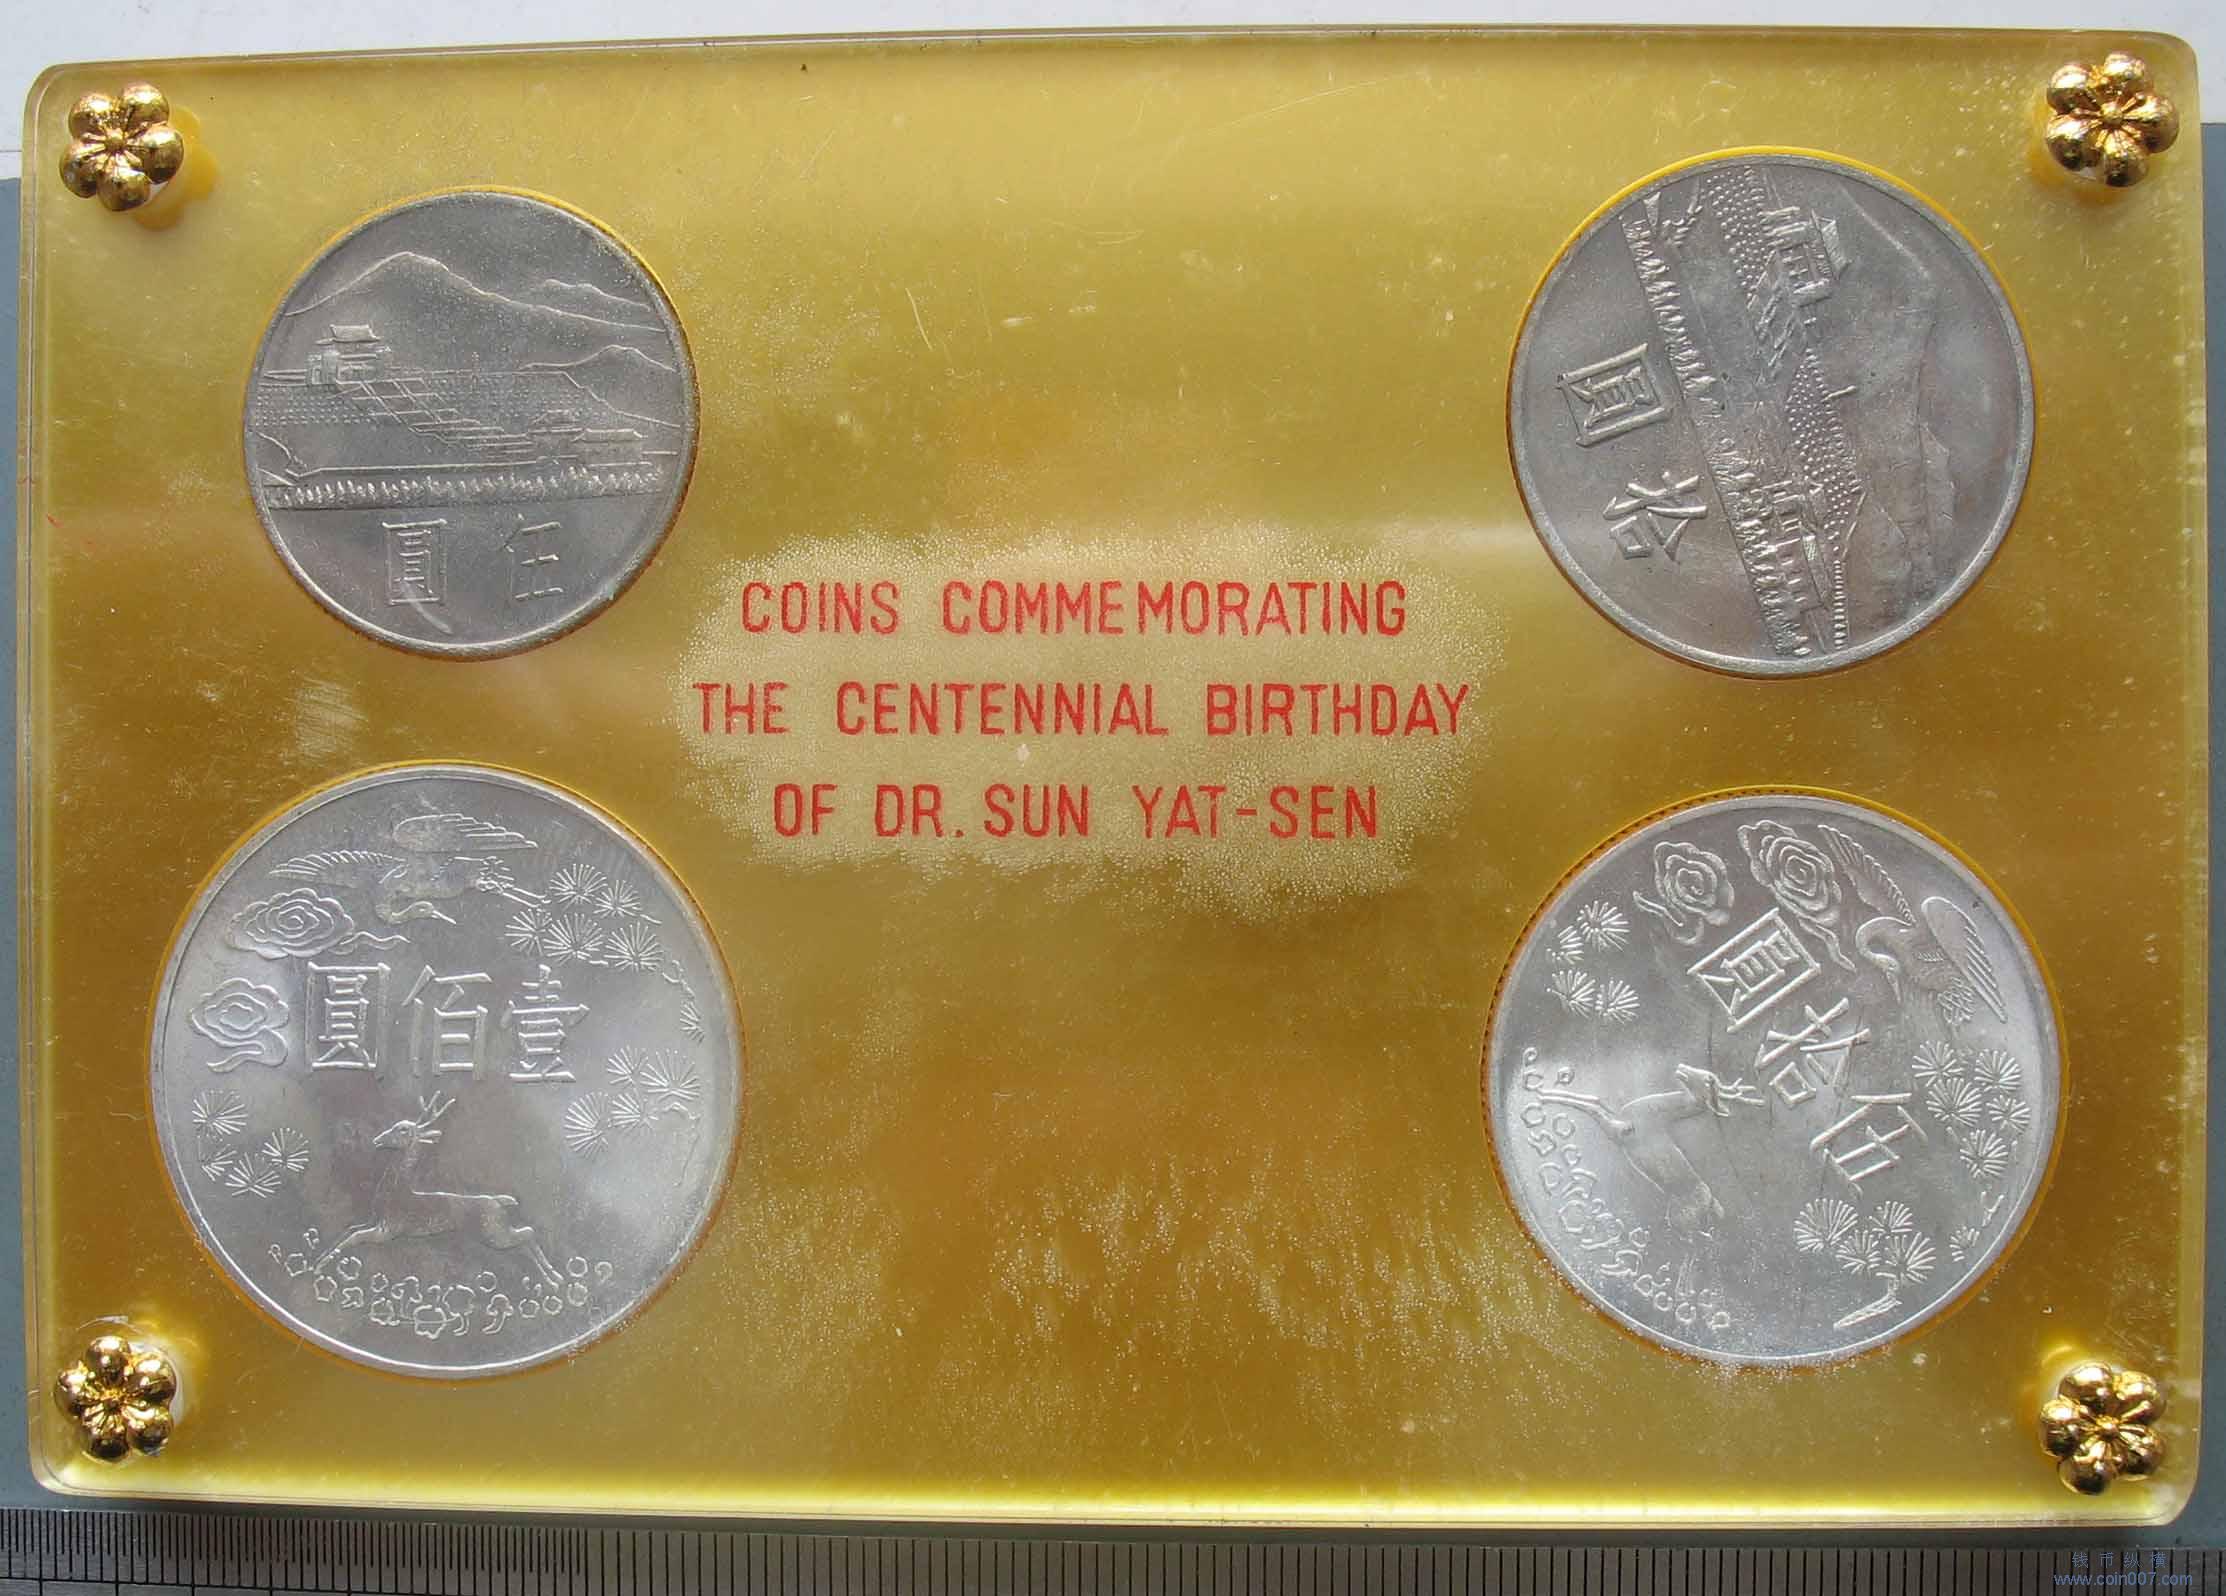 圓伍
圓拾
COINS COMMEMORATING
THE CENTENNIAL BIRTHDAY
OF DR. SUN YAT-SEN
圓佰壹
圓拾伍
钱币纵横
www.coin007.com